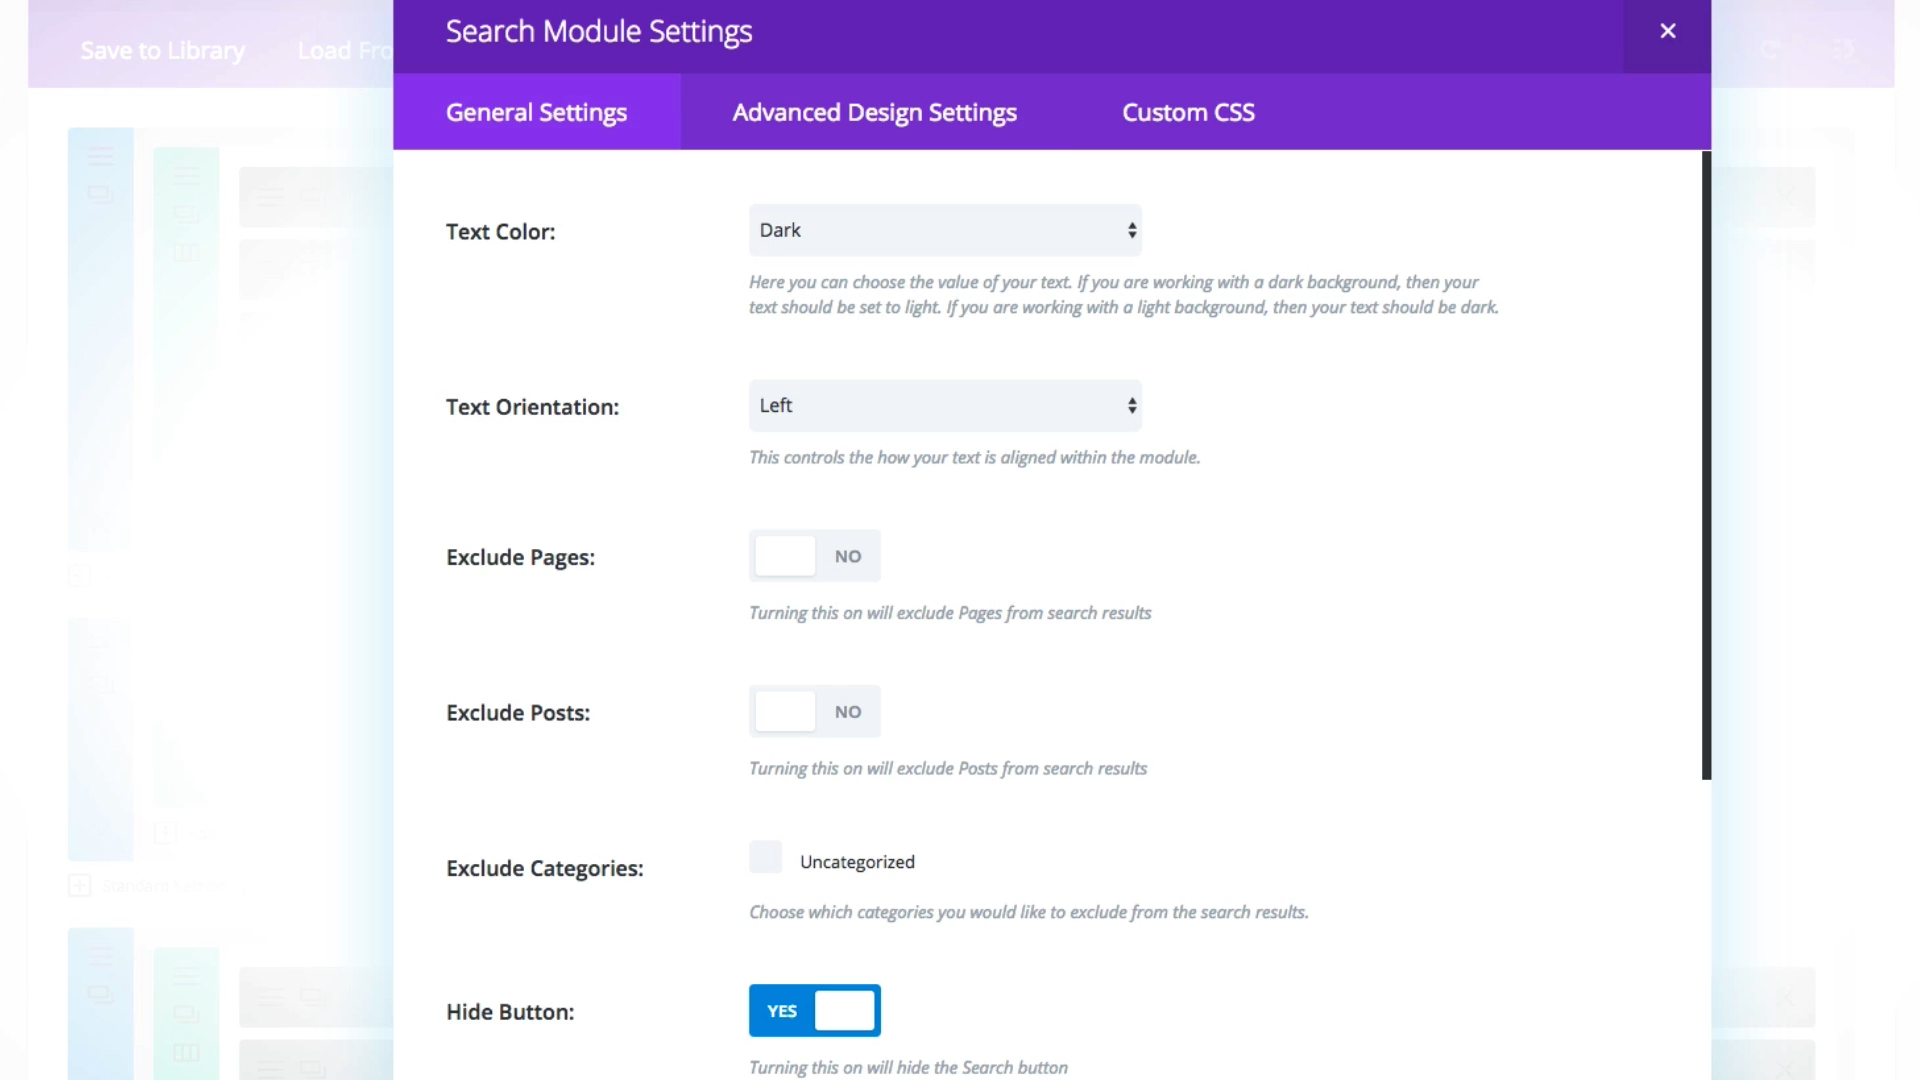 Save to Library
Load Fro
Search Module Settings
General Settings
Advanced Design Settings
Custom CSS
Text Color:
Dark
Here you can choose the value of your text. If you are working with a dark background, then your
text should be set to light. If you are working with a light background, then your text should be dark.
Text Orientation:
Left
This controls the how your text is aligned within the module.
Exclude Pages:
NO
Turning this on will exclude Pages from search results
Exclude Posts:
NO
Turning this on will exclude Posts from search results
Exclude Categories:
Uncategorized
Choose which categories you would like to exclude from the search results.
Standard
Hide Button:
YES
Turning this on will hide the Search button